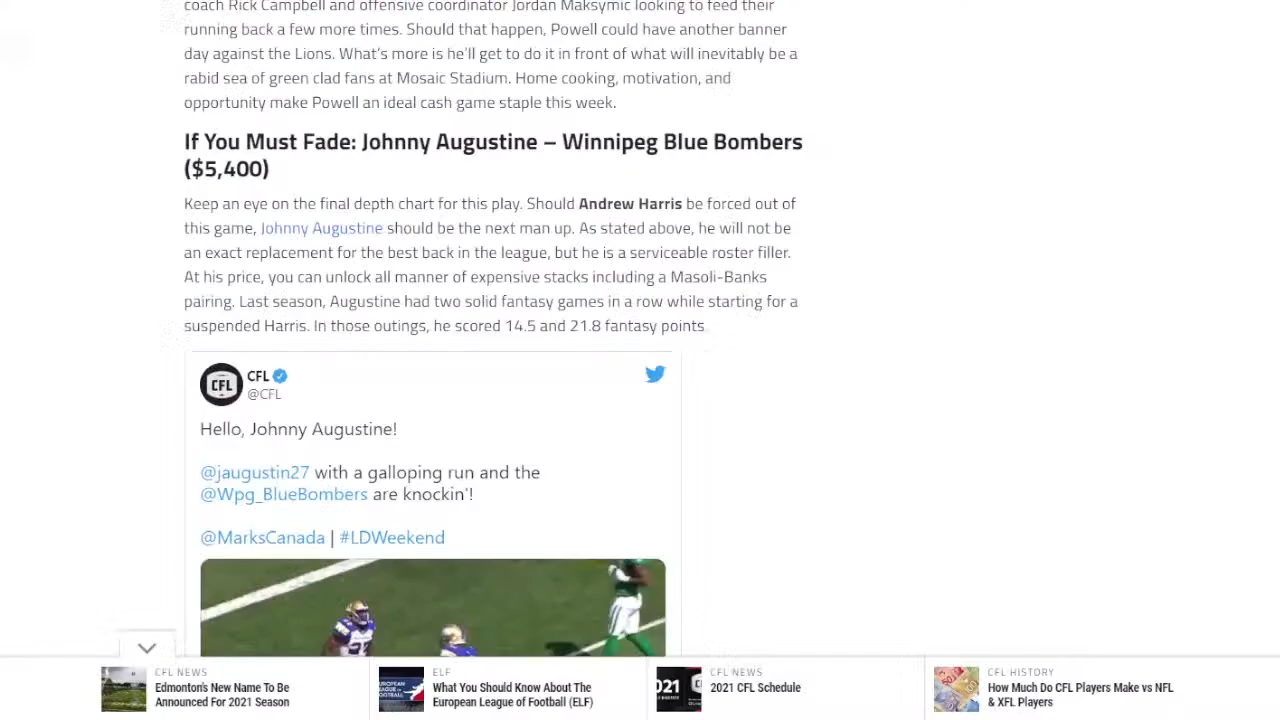 coach Rick Campbell and offensive coordinator Jordan Maksymic looking to feed their
running back a few more times. Should that happen, Powell could have another banner
day against the Lions. What's more is he'll get to do it in front of what will inevitably be a
rabid sea of green clad fans at Mosaic Stadium. Home cooking, motivation, and
opportunity make Powell an ideal cash game staple this week.
If You Must Fade: Johnny Augustine – Winnipeg Blue Bombers
($5,400)
Keep an eye on the final depth chart for this play. Should Andrew Harris be forced out of
this game, Johnny Augustine should be the next man up. As stated above, he will not be
an exact replacement for the best back in the league, but he is a serviceable roster filler.
At his price, you can unlock all manner of expensive stacks including a Masoli-Banks
pairing. Last season, Augustine had two solid fantasy games in a row while starting for a
suspended Harris. In those outings, he scored 14.5 and 21.8 fantasy points
CFL
CFL
@CFL
Hello, Johnny Augustine!
@jaugustin27 with a galloping run and the
@Wpg_BlueBombers are knockin'!
@MarksCanada | #LDWeekend
CFL NEWS
Edmonton's New Name To Be
Announced For 2021 Season
ELF
What You Should Know About The
European League of Football (ELF)
CFL NEWS
2021 CFL Schedule
CFL HISTORY
How Much Do CFL Players Make vs NFL
& XFL Players